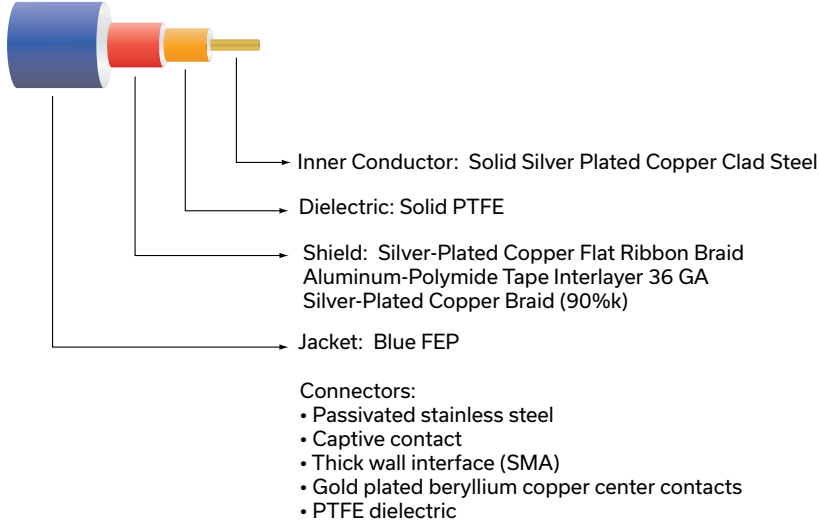 Inner Conductor: Solid Silver Plated Copper Clad Steel
Dielectric: Solid PTFE
Shield: Silver-Plated Copper Flat Ribbon Braid
Aluminum-Polymide Tape Interlayer 36 GA
Silver-Plated Copper Braid (90%k)
Jacket: Blue FEP
Connectors:
• Passivated stainless steel
• Captive contact
• Thick wall interface (SMA)
• Gold plated beryllium copper center contacts
• PTFE dielectric